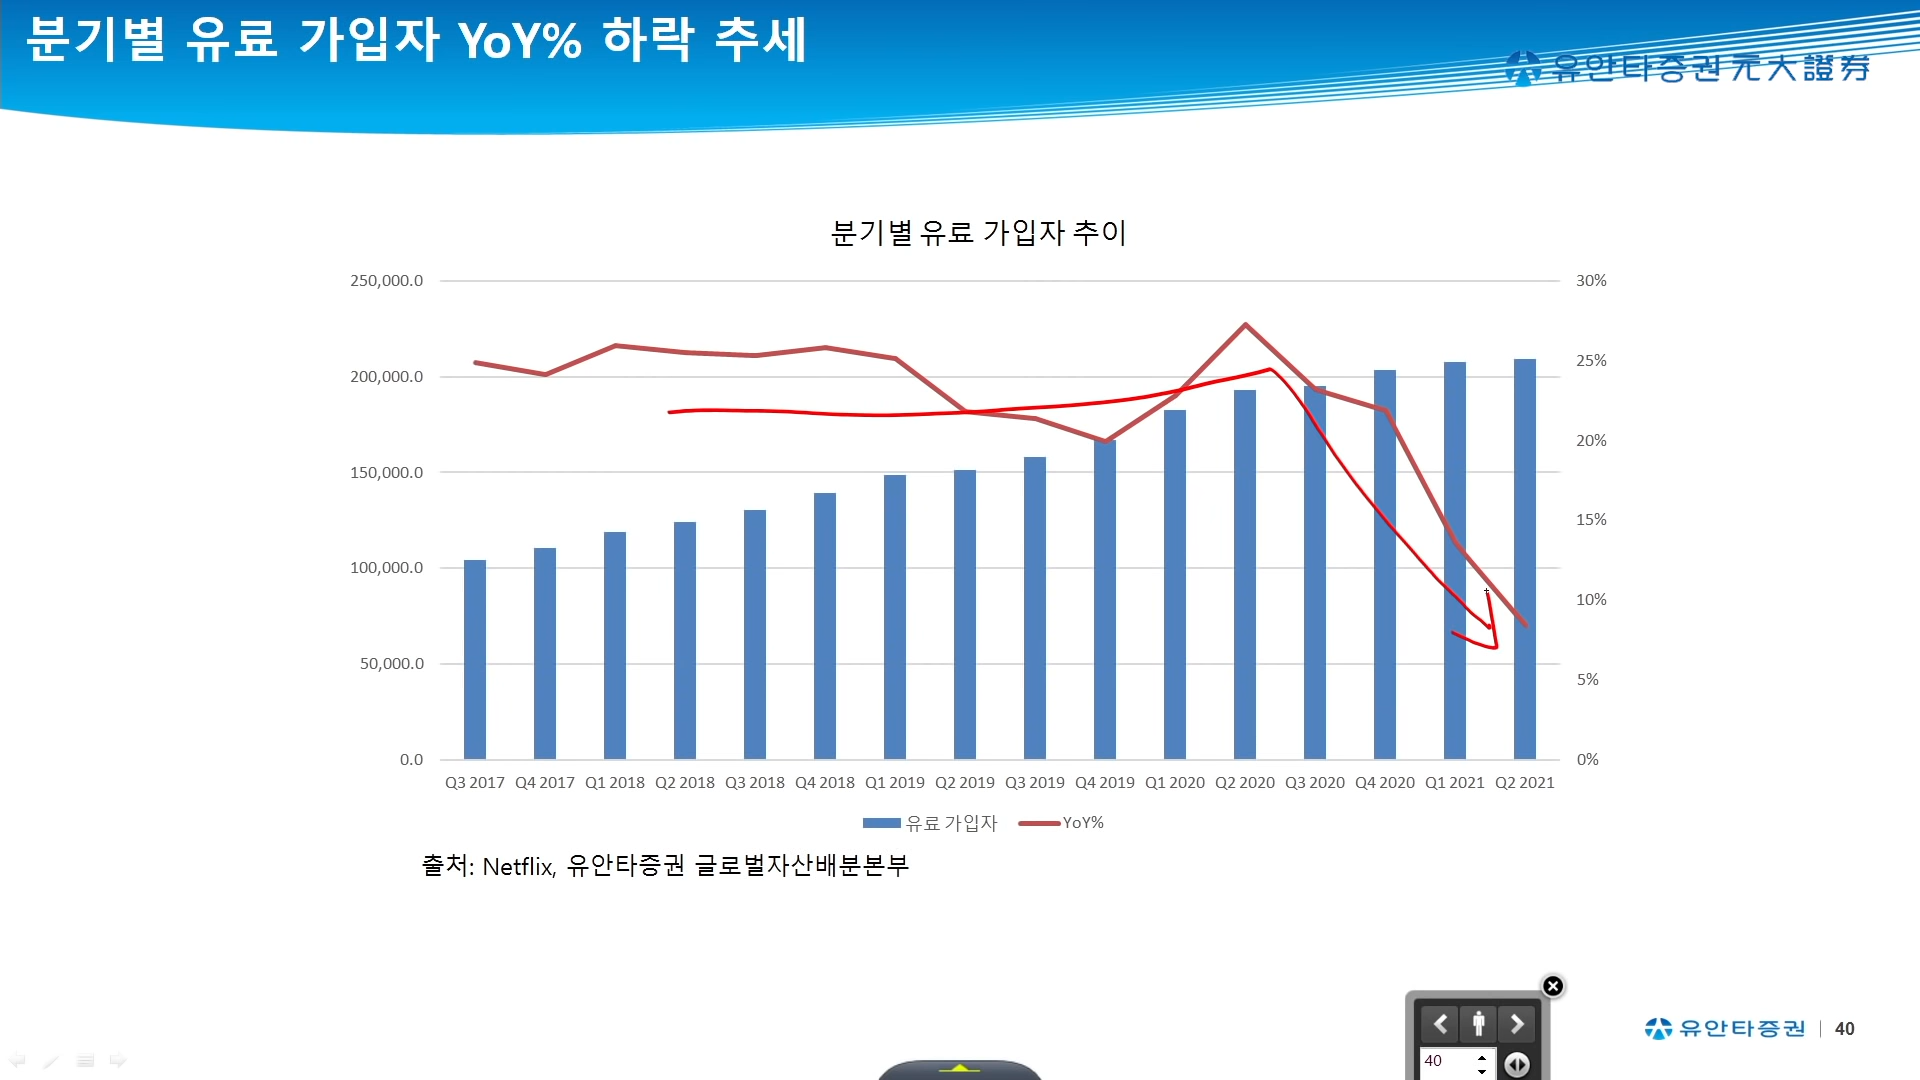 분기별 유료 가입자 YoY% 하락 추세
유안타증권 元大證券
분기별 유료 가입자 추이
250,000.0
200,000.0
150,000.0
100,000.0
50,000.0
0.0
30%
25%
20%
15%
10%
5%
0%
Q3 2017 Q4 2017 Q1 2018 Q2 2018 Q3 2018 Q4 2018 Q1 2019 Q2 2019 Q3 2019 Q4 2019 Q1 2020 Q2 2020 Q3 2020 Q4 2020 Q1 2021 Q2 2021
유료 가입자 YoY%
출처: Netflix, 유안타증권 글로벌자산배분본부
유안타증권 | 40
40